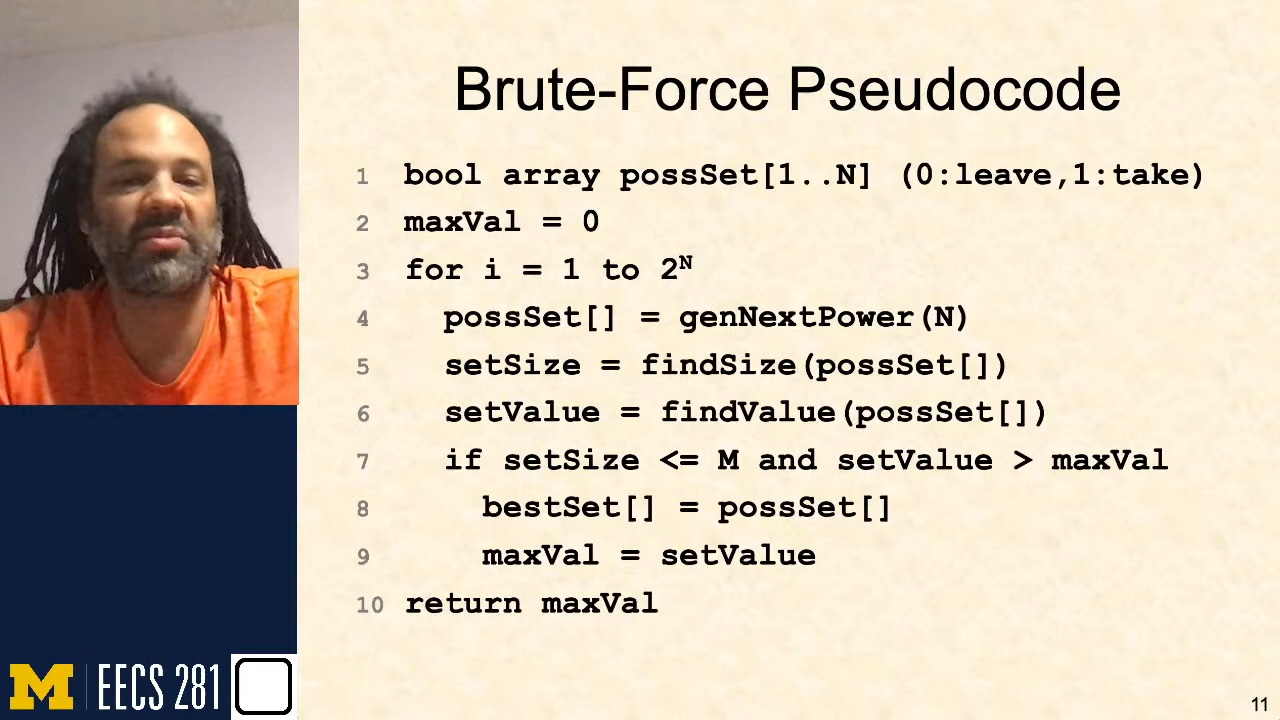 Brute-Force Pseudocode
1 bool array possSet[1..N] (0:leave,1:take)
2 maxVal = 0
3 for i = 1 to 2ᴺ
4 possSet[] = genNextPower(N)
5 setSize = findSize(possSet[])
6 setValue = findValue(possSet[])
7 if setSize <= M and setValue > maxVal
8 bestSet[] = possSet[]
9 maxVal = setValue
10 return maxVal
M EECS 281
11